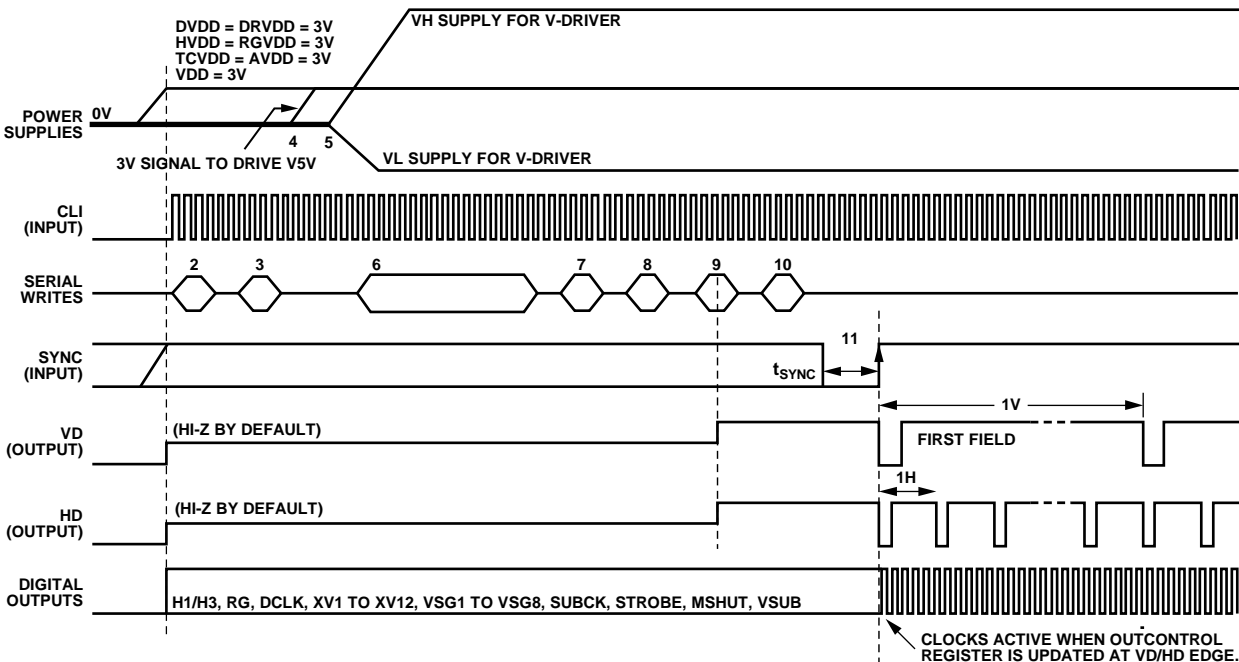 DVDD = DRVDD = 3V
HVDD = RGVDD = 3V
TCVDD = AVDD = 3V
VDD = 3V
VH SUPPLY FOR V-DRIVER
POWER
SUPPLIES
0V
4
5
3V SIGNAL TO DRIVE V5V
VL SUPPLY FOR V-DRIVER
CLI
(INPUT)
SERIAL
WRITES
2
3
6
7
8
9
10
SYNC
(INPUT)
tSYNC
11
1V
VD
(OUTPUT)
(HI-Z BY DEFAULT)
FIRST FIELD
1H
HD
(OUTPUT)
(HI-Z BY DEFAULT)
DIGITAL
OUTPUTS
H1/H3, RG, DCLK, XV1 TO XV12, VSG1 TO VSG8, SUBCK, STROBE, MSHUT, VSUB
CLOCKS ACTIVE WHEN OUTCONTROL
REGISTER IS UPDATED AT VD/HD EDGE.